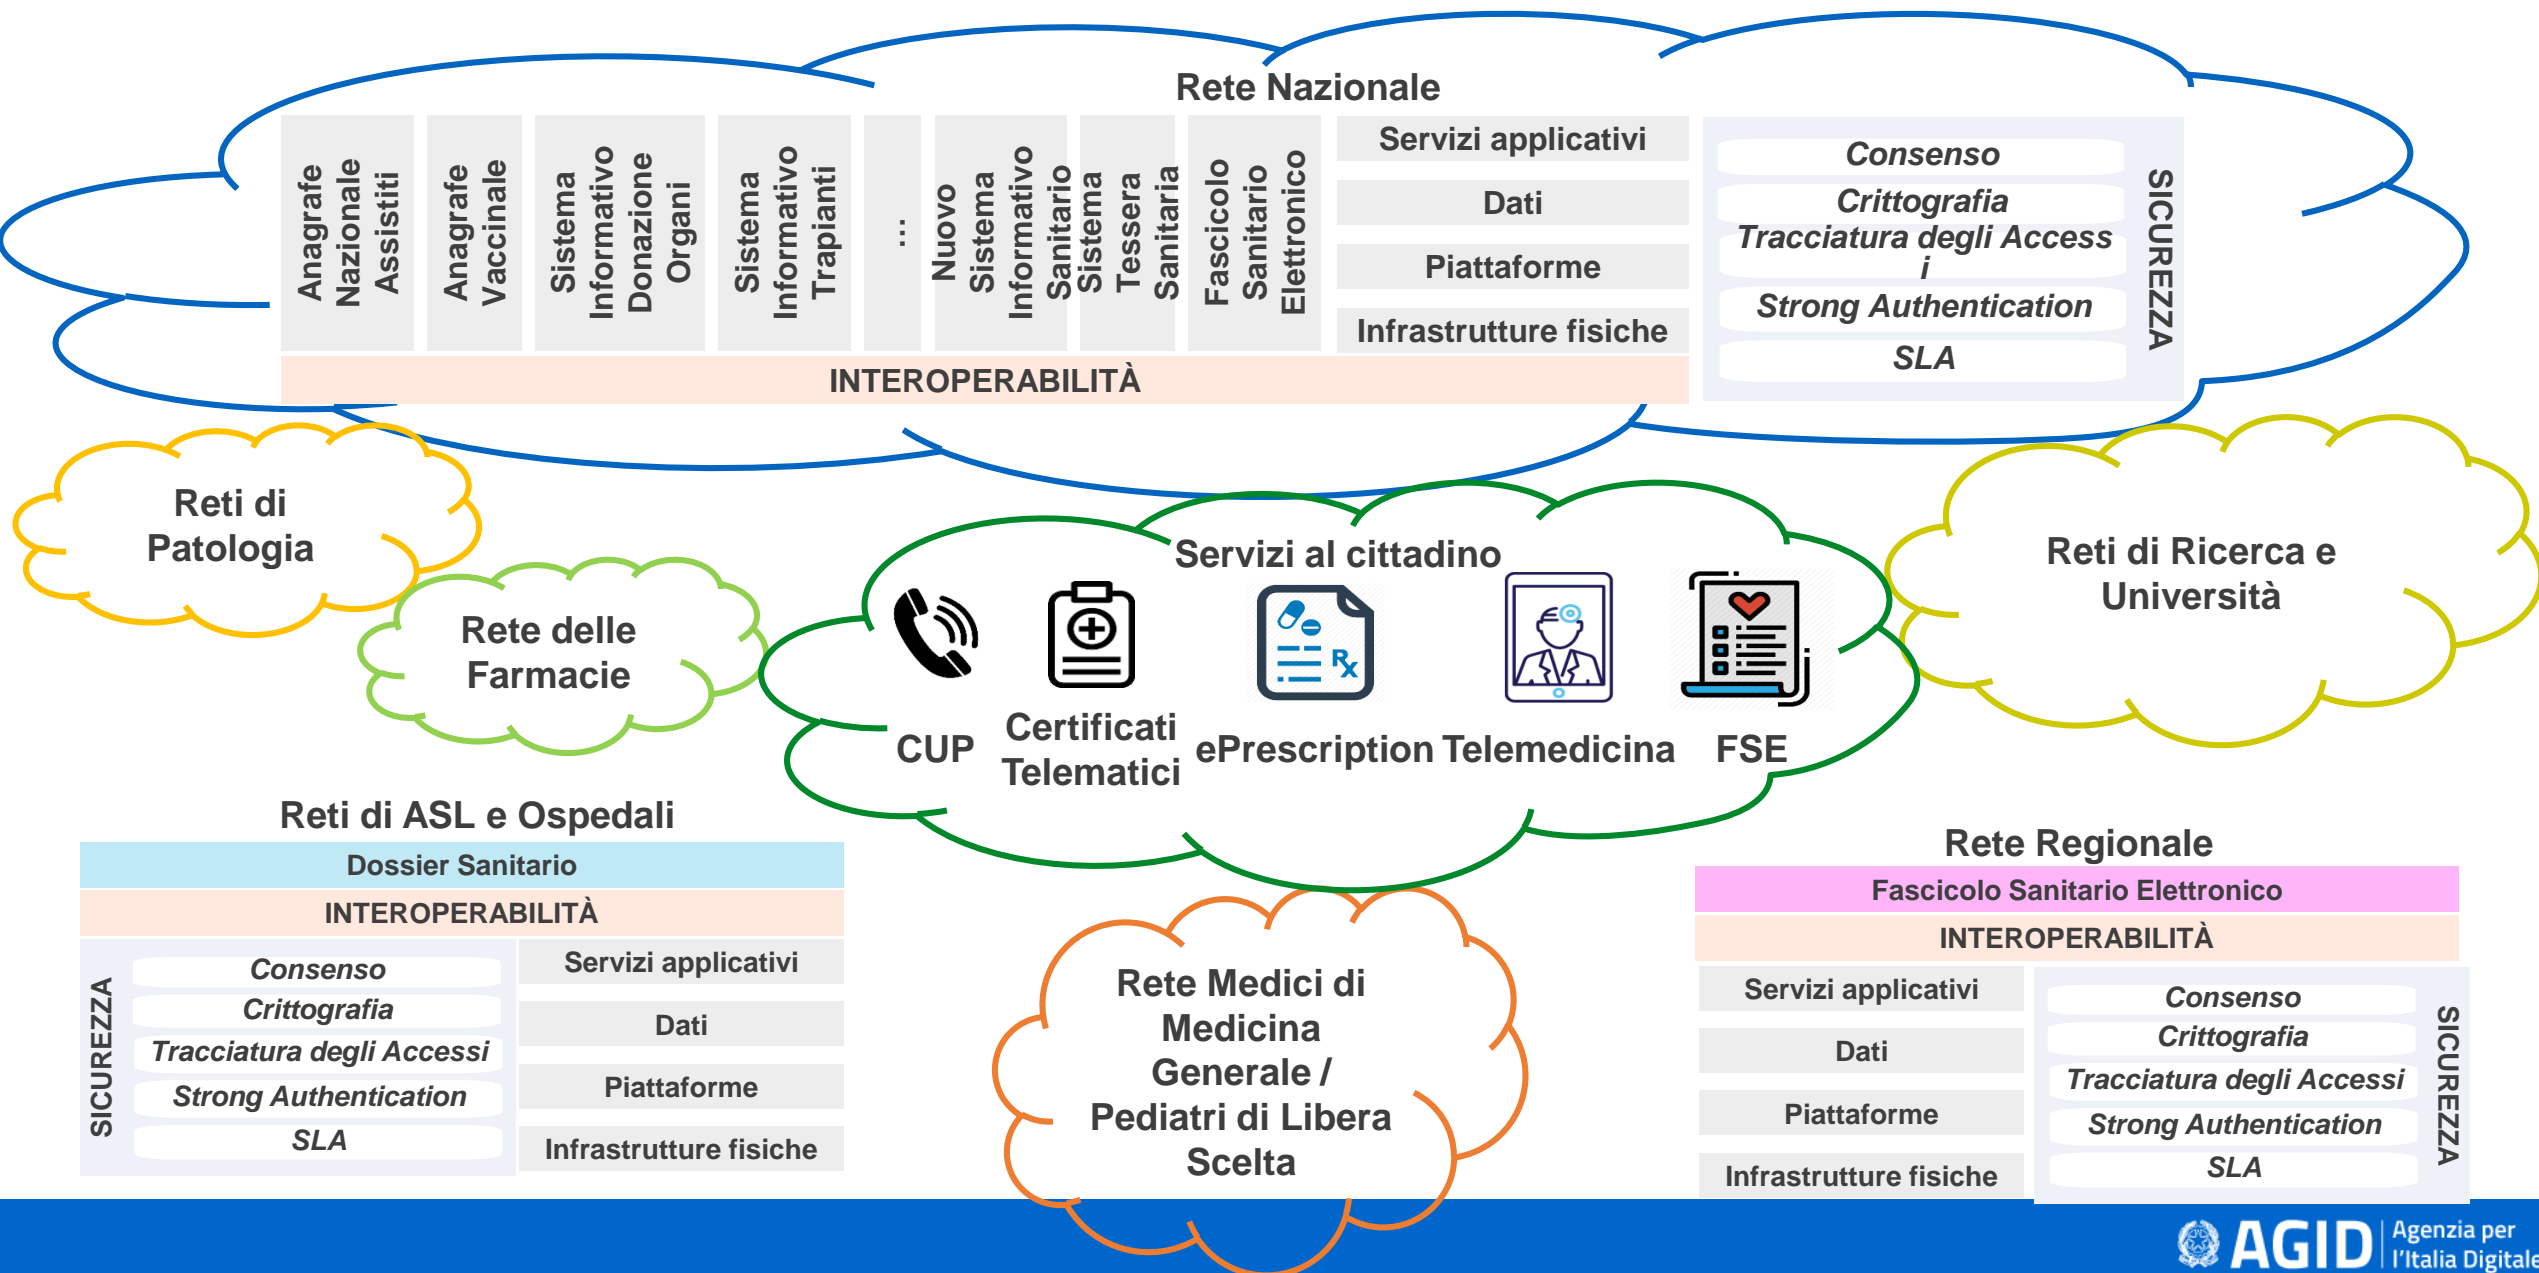 Rete Nazionale
Anagrafe
Nazionale
Assistiti
Anagrafe
Vaccinale
Sistema
Informativo
Donazione
Organi
Sistema
Informativo
Trapianti
...
Nuovo
Sistema
Informativo
Sanitario
Sistema
Tessera
Sanitaria
Fascicolo
Sanitario
Elettronico
Servizi applicativi
Dati
Piattaforme
Infrastrutture fisiche
Consenso
Crittografia
Tracciatura degli Access
i
Strong Authentication
SLA
SICUREZZA
INTEROPERABILITÀ
Reti di
Patologia
Rete delle
Farmacie
Servizi al cittadino
Rx
CUP
Certificati
Telematici
ePrescription
Telemedicina
FSE
Reti di Ricerca e
Università
Reti di ASL e Ospedali
Dossier Sanitario
INTEROPERABILITÀ
SICUREZZA
Consenso
Crittografia
Tracciatura degli Accessi
Strong Authentication
SLA
Servizi applicativi
Dati
Piattaforme
Infrastrutture fisiche
Rete Medici di
Medicina
Generale /
Pediatri di Libera
Scelta
Rete Regionale
Fascicolo Sanitario Elettronico
INTEROPERABILITÀ
Servizi applicativi
Dati
Piattaforme
Infrastrutture fisiche
Consenso
Crittografia
Tracciatura degli Accessi
Strong Authentication
SLA
SICUREZZA
AGID
Agenzia per
l'Italia Digitale